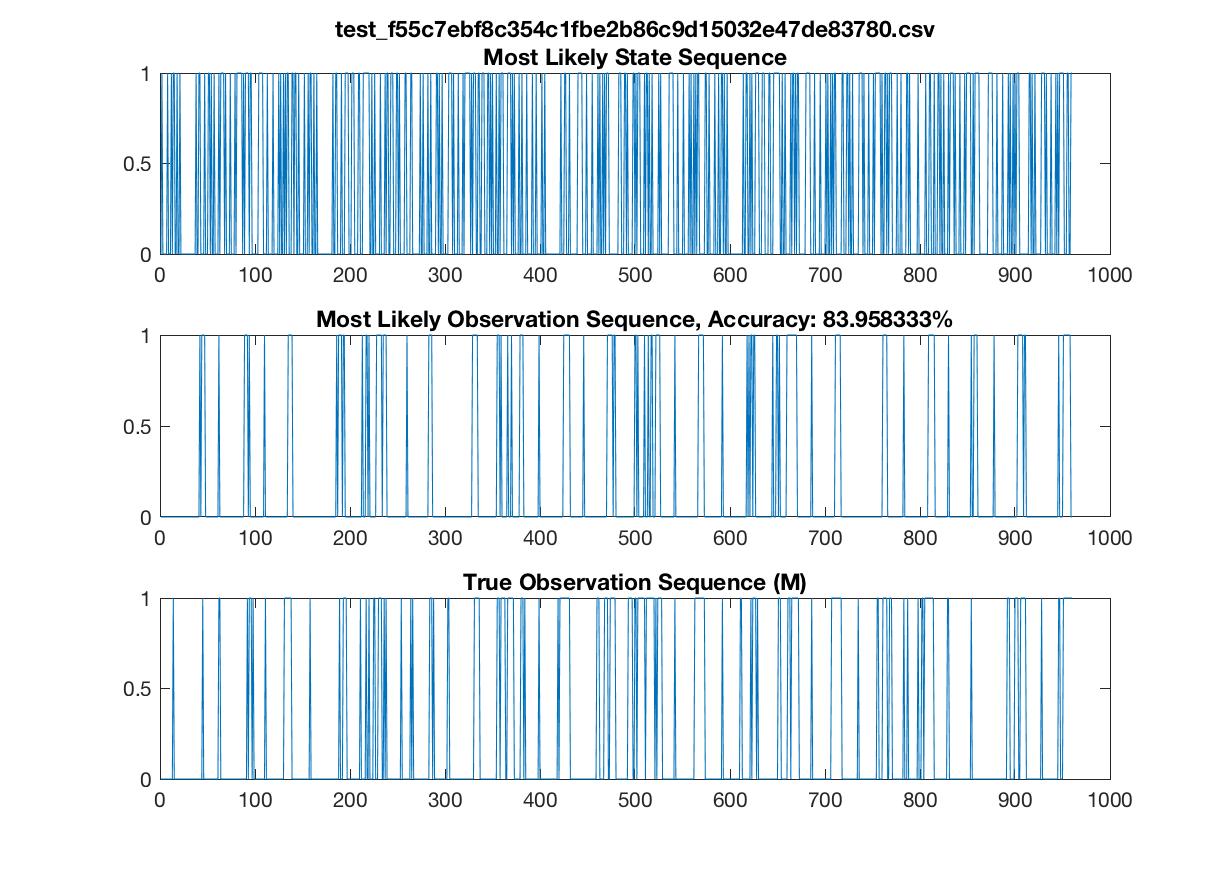 test_f55c7ebf8c354c1fbe2b86c9d15032e47de83780.csv
Most Likely State Sequence
1
0.5
0
0 100 200 300 400 500 600 700 800 900 1000
Most Likely Observation Sequence, Accuracy: 83.958333%
1
0.5
0
0 100 200 300 400 500 600 700 800 900 1000
True Observation Sequence (M)
1
0.5
0
0 100 200 300 400 500 600 700 800 900 1000